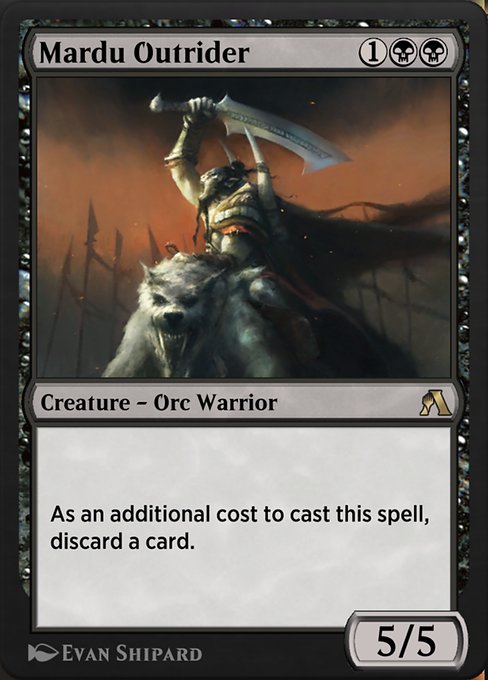 Mardu Outrider 1
Creature – Orc Warrior
As an additional cost to cast this spell,
discard a card.
5/5
Evan Shipard